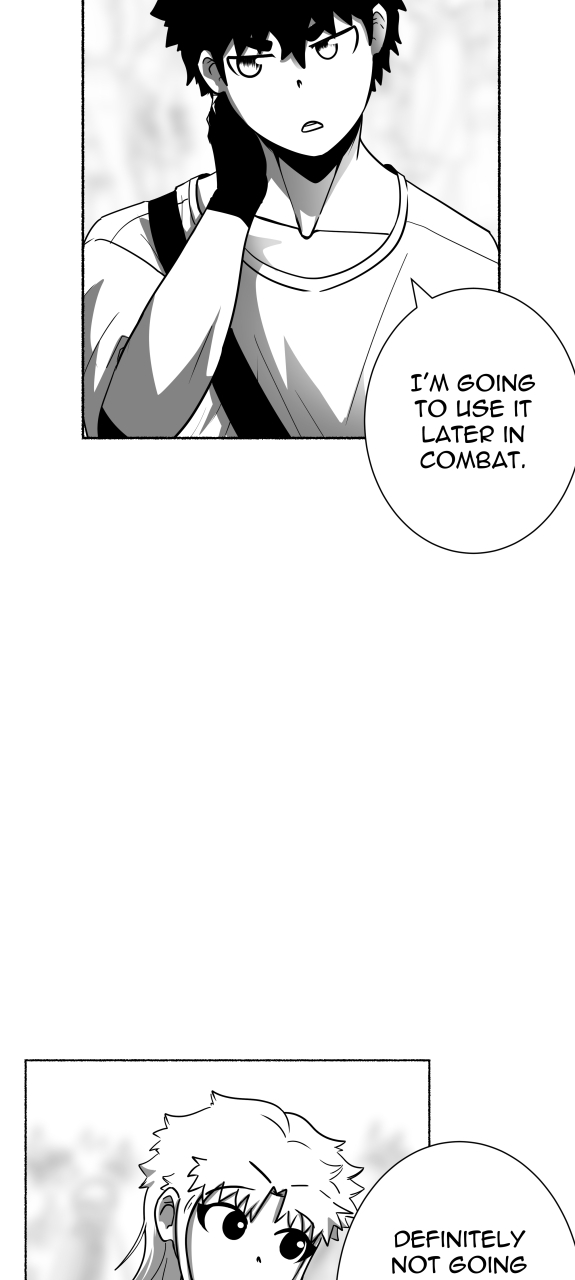 I'M GOING
TO USE IT
LATER IN
COMBAT.
DEFINITELY
NOT GOING